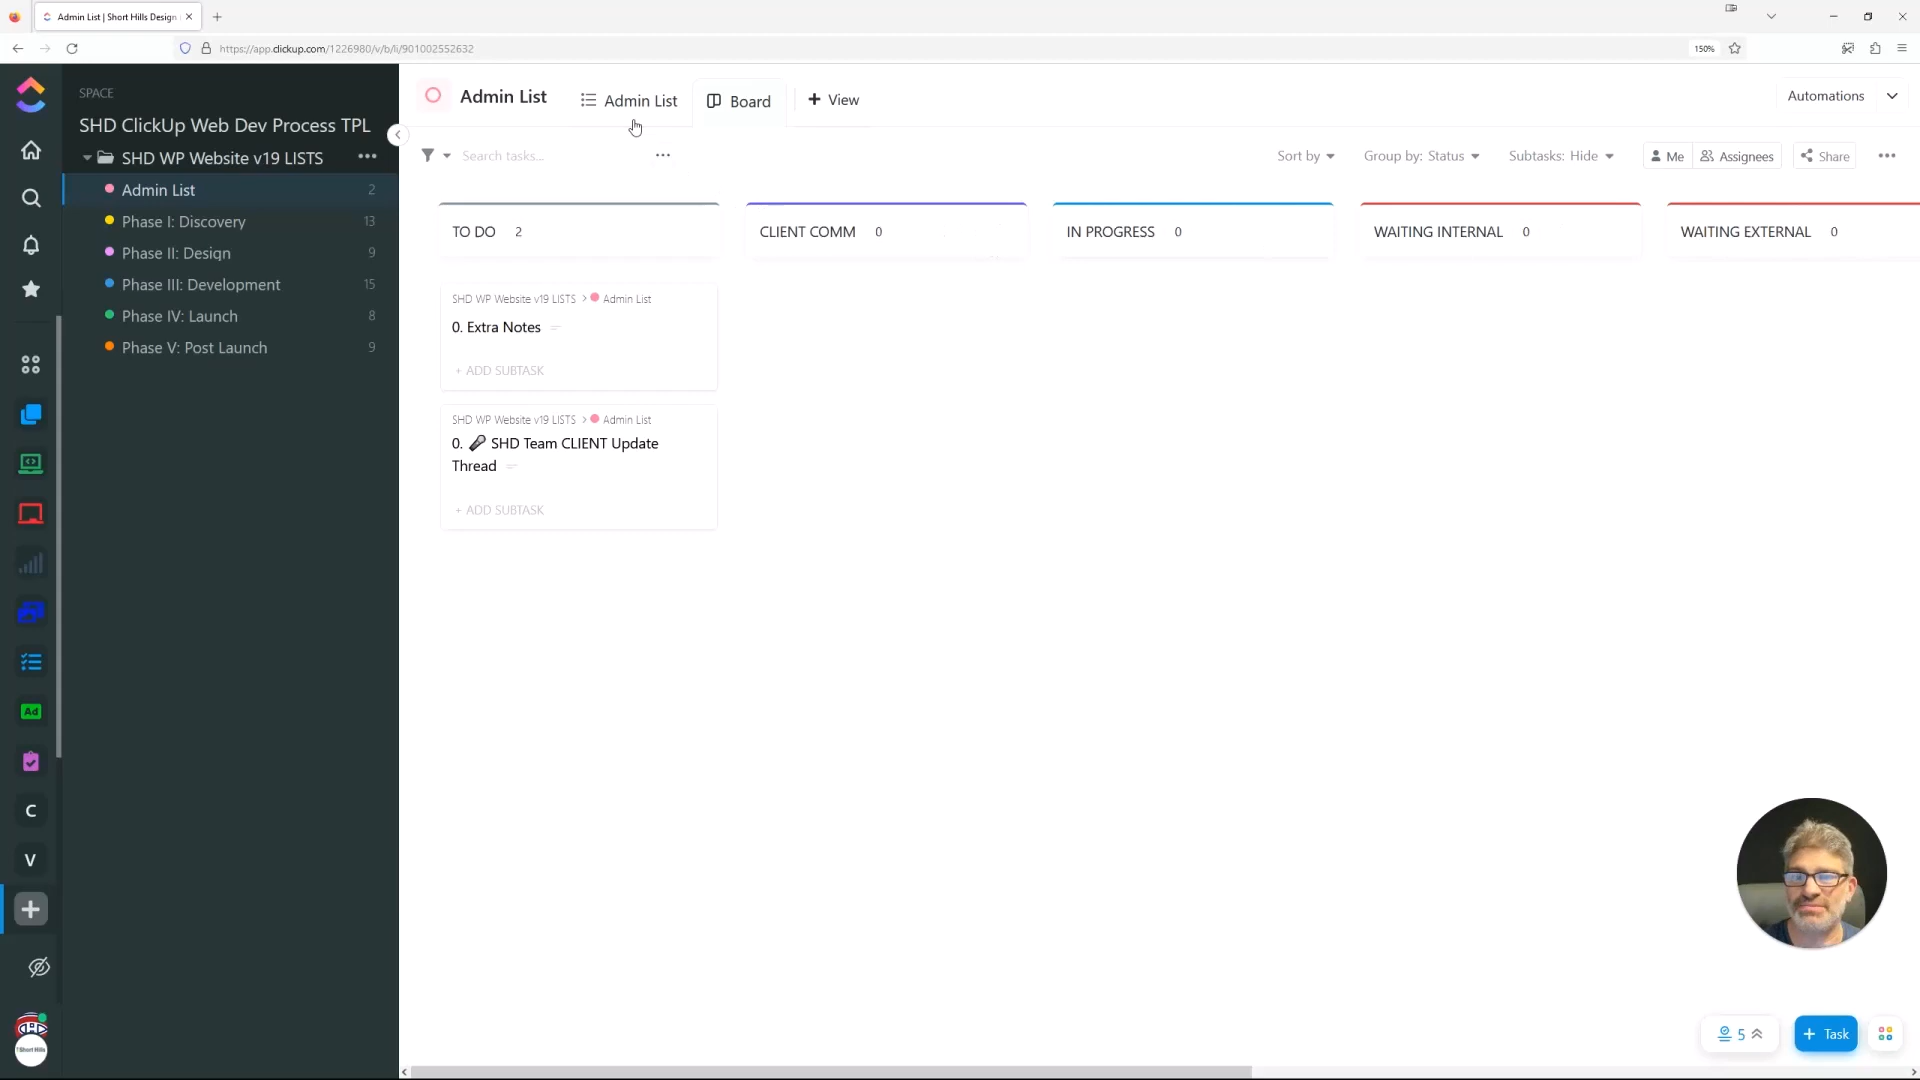 Admin List | Short Hills Design
https://app.clickup.com/1226980/v/b/li/901002552632
150%
SPACE
SHD ClickUp Web Dev Process TPL
SHD WP Website v19 LISTS
Admin List 2
Phase I: Discovery 13
Phase II: Design 9
Phase III: Development 15
Phase IV: Launch 8
Phase V: Post Launch 9
Ad
C
V
Short Hills
Admin List
Admin List
Board
+ View
Automations
Search tasks...
Sort by
Group by: Status
Subtasks: Hide
Me
Assignees
Share
TO DO 2
CLIENT COMM 0
IN PROGRESS 0
WAITING INTERNAL 0
WAITING EXTERNAL 0
SHD WP Website v19 LISTS > Admin List
0. Extra Notes
+ ADD SUBTASK
SHD WP Website v19 LISTS > Admin List
0. 🎤 SHD Team CLIENT Update
Thread
+ ADD SUBTASK
5
+ Task